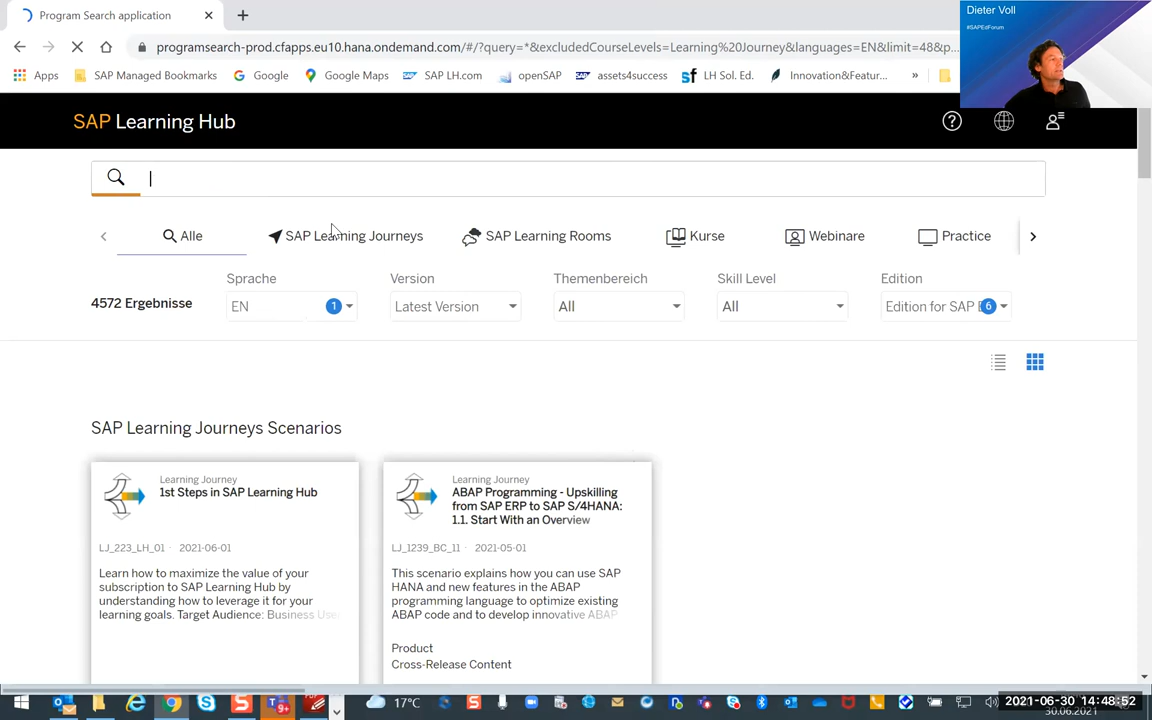 Program Search application
Dieter Voll
#SAPEdForum
programsearch-prod.cfapps.eu10.hana.ondemand.com/#/?query=*&excludedCourseLevels=Learning%20Journey&languages=EN&limit=48&p...
Apps
SAP Managed Bookmarks
Google
Google Maps
SAP LH.com
openSAP
assets4success
LH Sol. Ed.
Innovation&Featur...
»
SAP Learning Hub
Alle
SAP Learning Journeys
SAP Learning Rooms
Kurse
Webinare
Practice
4572 Ergebnisse
Sprache
EN
1
Version
Latest Version
Themenbereich
All
Skill Level
All
Edition
Edition for SAP
6
SAP Learning Journeys Scenarios
Learning Journey
1st Steps in SAP Learning Hub
LJ_223_LH_01 · 2021-06-01
Learn how to maximize the value of your
subscription to SAP Learning Hub by
understanding how to leverage it for your
learning goals. Target Audience: Business Use
Learning Journey
ABAP Programming - Upskilling
from SAP ERP to SAP S/4HANA:
1.1. Start With an Overview
LJ_1239_BC_11 · 2021-05-01
This scenario explains how you can use SAP
HANA and new features in the ABAP
programming language to optimize existing
ABAP code and to develop innovative ABAP
Product
Cross-Release Content
17°C
2021-06-30 14:48:52
30.06.2021